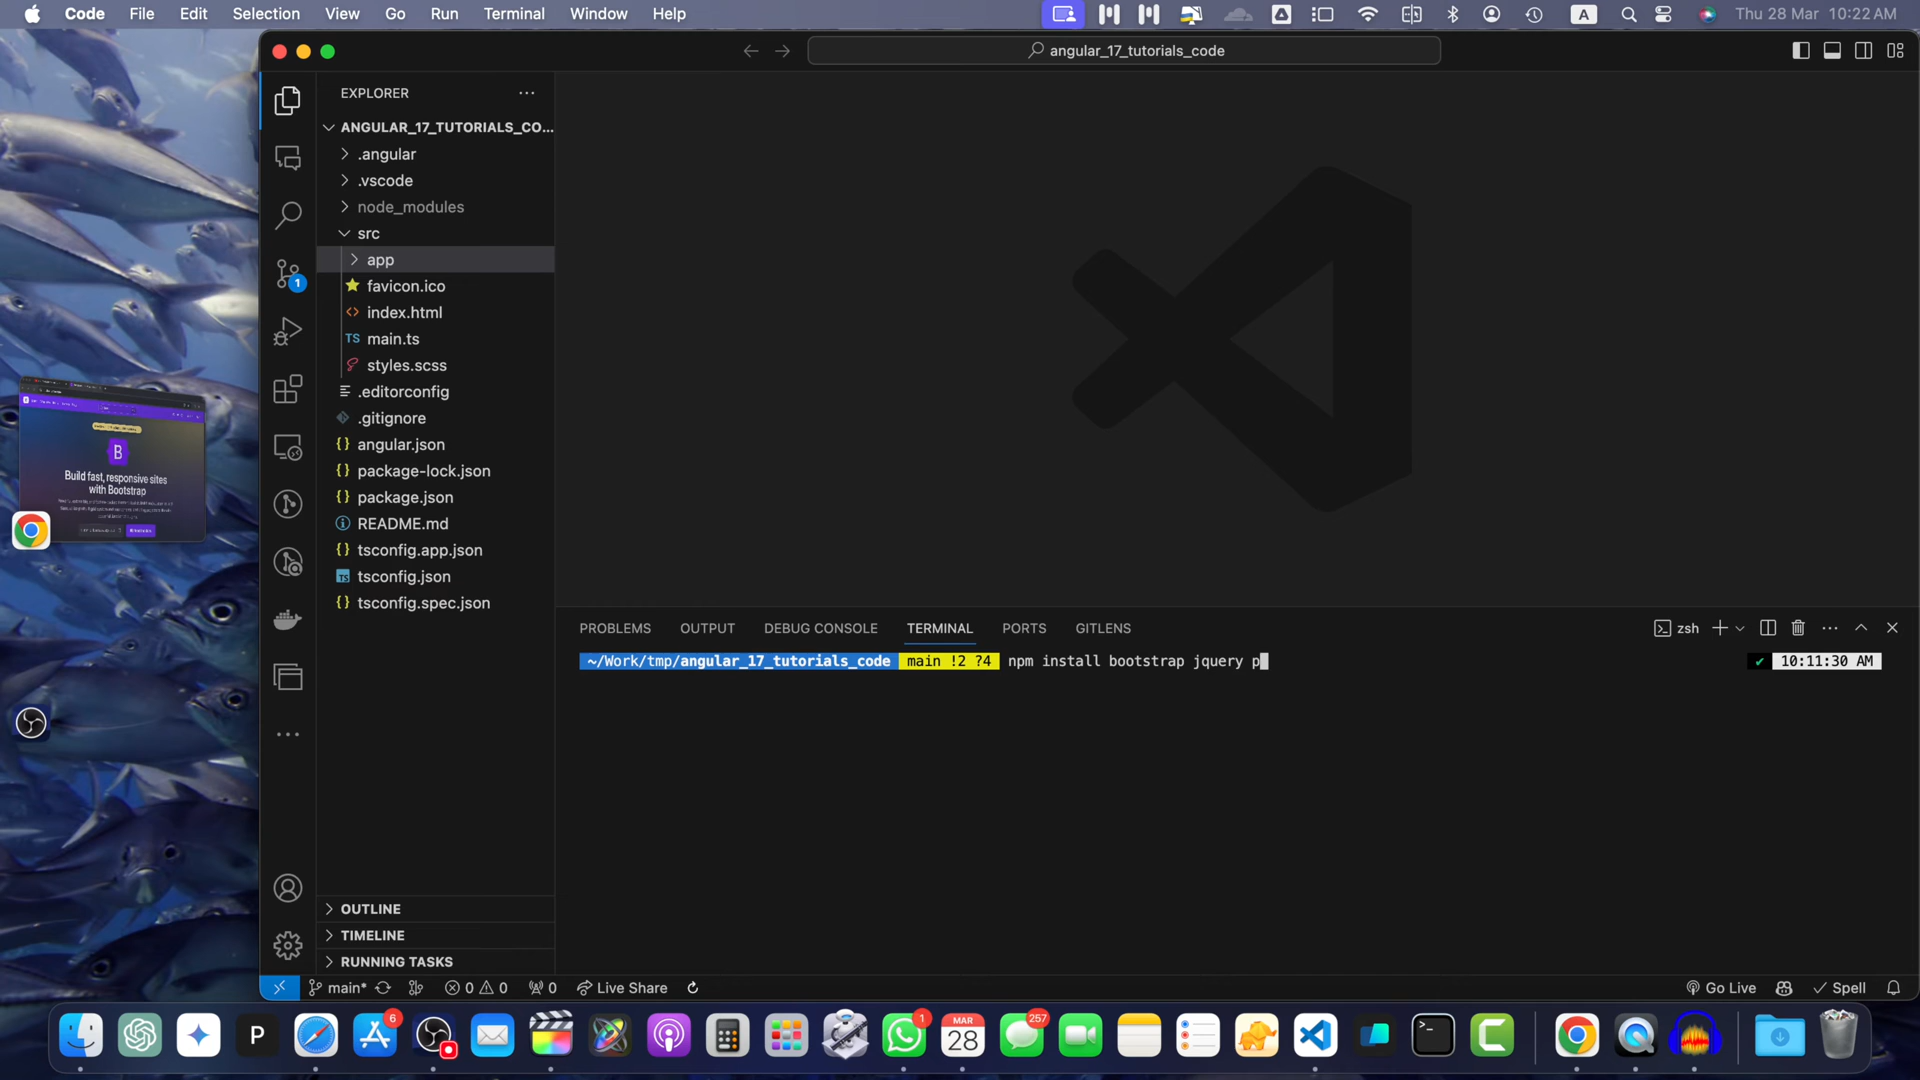 Code File Edit Selection View Go Run Terminal Window Help
A
Thu 28 Mar 10:22 AM
angular_17_tutorials_code
EXPLORER
ANGULAR_17_TUTORIALS_CO...
.angular
.vscode
node_modules
src
app
favicon.ico
index.html
TS main.ts
styles.scss
.editorconfig
.gitignore
{} angular.json
{} package-lock.json
{} package.json
README.md
{} tsconfig.app.json
TS tsconfig.json
{} tsconfig.spec.json
1
B
Build fast, responsive sites
with Bootstrap
PROBLEMS OUTPUT DEBUG CONSOLE TERMINAL PORTS GITLENS
zsh
~/Work/tmp/angular_17_tutorials_code main !2 ?4 npm install bootstrap jquery p
✔ 10:11:30 AM
OUTLINE
TIMELINE
RUNNING TASKS
main* 0 0 0 Live Share
Go Live Spell
P
6
1
MAR
28
257
>_
C